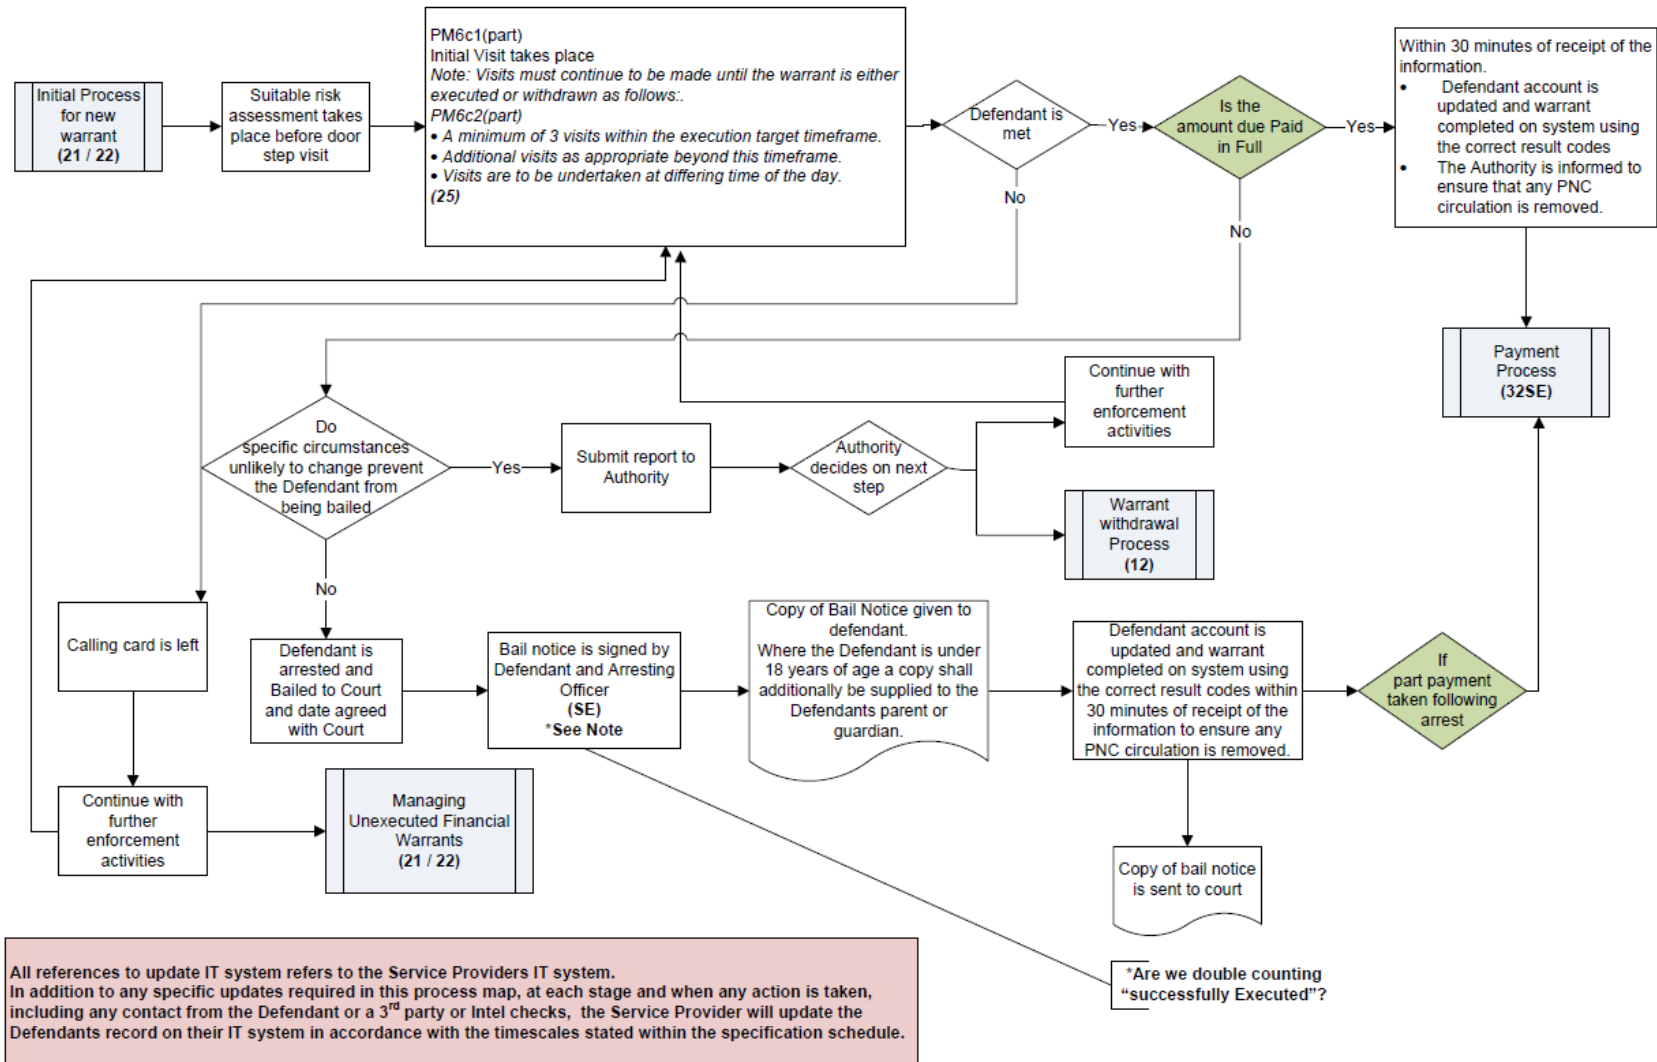 Initial Process
for new
warrant
(21 / 22)
Suitable risk
assessment takes
place before door
step visit
PM6c1(part)
Initial Visit takes place
Note: Visits must continue to be made until the warrant is either
executed or withdrawn as follows:.
PM6c2(part)
• A minimum of 3 visits within the execution target timeframe.
• Additional visits as appropriate beyond this timeframe.
• Visits are to be undertaken at differing time of the day.
(25)
Defendant is
met
Yes
No
Is the
amount due Paid
in Full
Yes
No
Within 30 minutes of receipt of the
information.
• Defendant account is
updated and warrant
completed on system using
the correct result codes
• The Authority is informed to
ensure that any PNC
circulation is removed.
Payment
Process
(32SE)
Do
specific circumstances
unlikely to change prevent
the Defendant from
being bailed
Yes
No
Submit report to
Authority
Authority
decides on next
step
Continue with
further
enforcement
activities
Warrant
withdrawal
Process
(12)
Calling card is left
Defendant is
arrested and
Bailed to Court
and date agreed
with Court
Bail notice is signed by
Defendant and Arresting
Officer
(SE)
*See Note
Copy of Bail Notice given to
defendant.
Where the Defendant is under
18 years of age a copy shall
additionally be supplied to the
Defendants parent or
guardian.
Defendant account is
updated and warrant
completed on system using
the correct result codes within
30 minutes of receipt of the
information to ensure any
PNC circulation is removed.
If
part payment
taken following
arrest
Continue with
further
enforcement
activities
Managing
Unexecuted Financial
Warrants
(21 / 22)
Copy of bail notice
is sent to court
*Are we double counting
“successfully Executed”?
All references to update IT system refers to the Service Providers IT system.
In addition to any specific updates required in this process map, at each stage and when any action is taken,
including any contact from the Defendant or a 3rd party or Intel checks, the Service Provider will update the
Defendants record on their IT system in accordance with the timescales stated within the specification schedule.